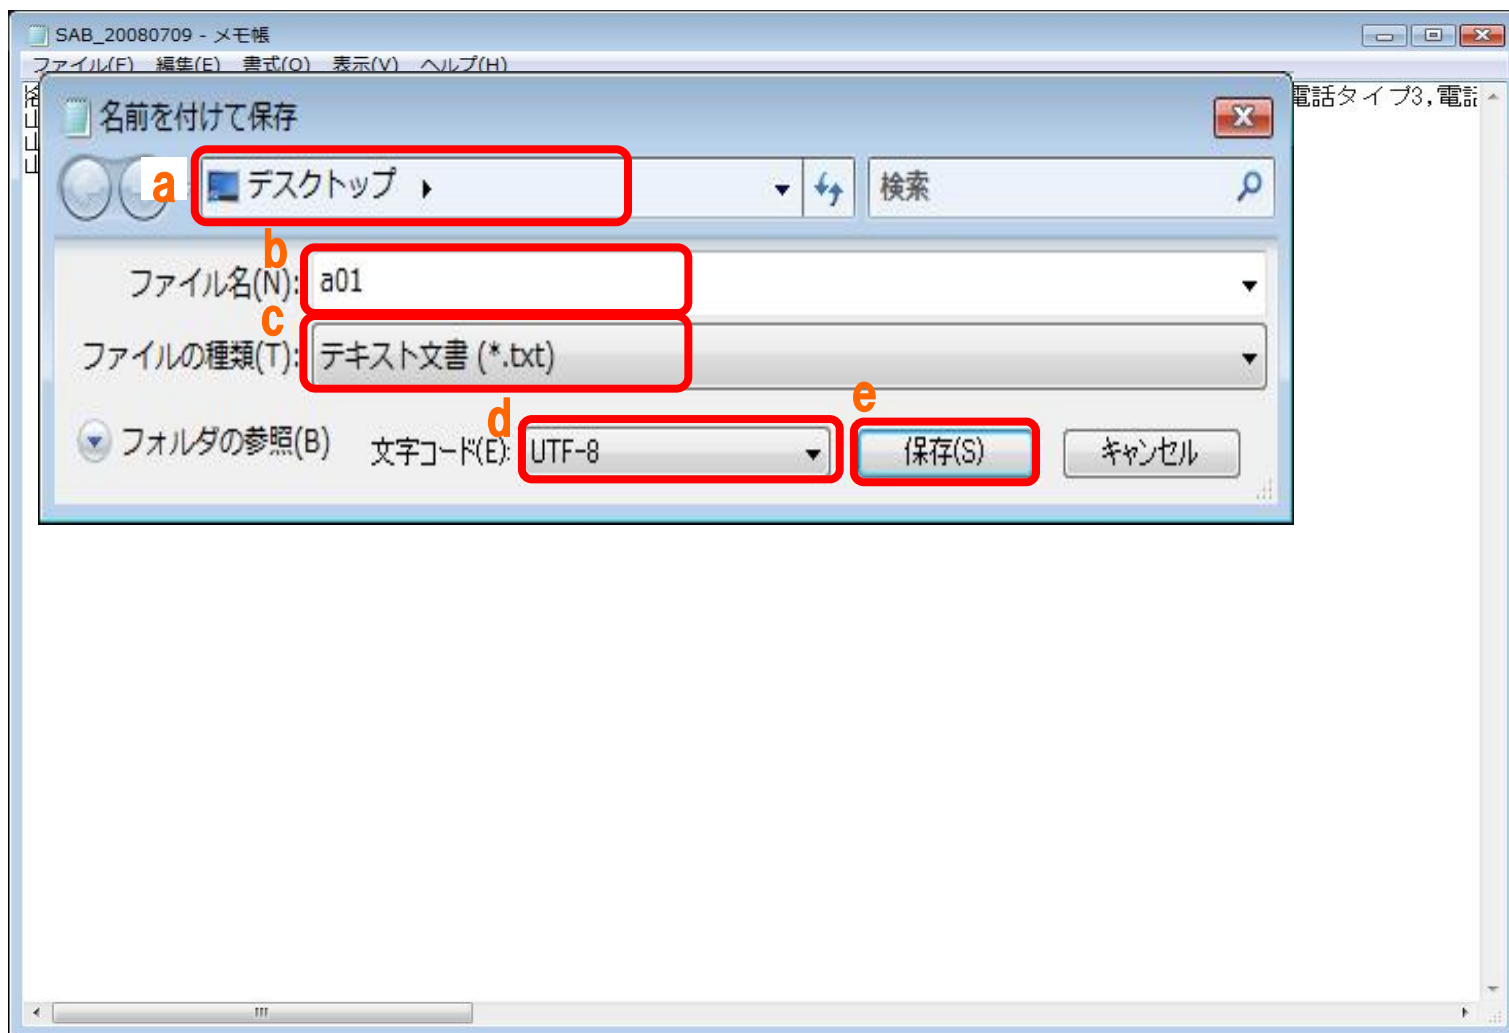 SAB_20080709 - メモ帳
ファイル(F) 編集(E) 書式(O) 表示(V) ヘルプ(H)
電話タイプ3,電話
名前を付けて保存
a デスクトップ 検索
b
ファイル名(N): a01
c
ファイルの種類(T): テキスト文書 (*.txt)
d e
フォルダの参照(B) 文字コード(E): UTF-8 保存(S) キャンセル